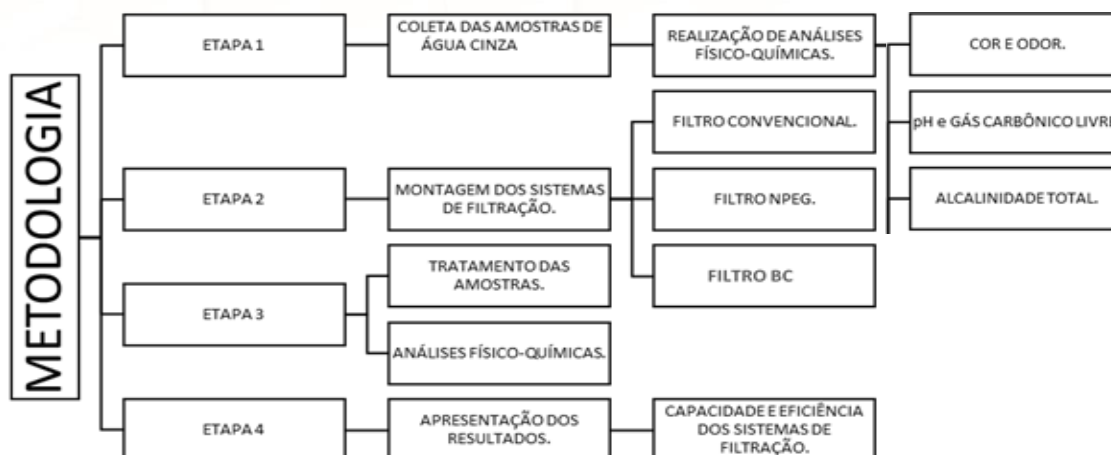 METODOLOGIA
ETAPA 1
COLETA DAS AMOSTRAS DE
ÁGUA CINZA
REALIZAÇÃO DE ANÁLISES
FÍSICO-QUÍMICAS.
COR E ODOR.
pH e GÁS CARBÔNICO LIVRE
ALCALINIDADE TOTAL.
ETAPA 2
MONTAGEM DOS SISTEMAS
DE FILTRAÇÃO.
FILTRO CONVENCIONAL.
FILTRO NPEG.
FILTRO BC
ETAPA 3
TRATAMENTO DAS
AMOSTRAS.
ANÁLISES FÍSICO-QUÍMICAS.
ETAPA 4
APRESENTAÇÃO DOS
RESULTADOS.
CAPACIDADE E EFICIÊNCIA
DOS SISTEMAS DE
FILTRAÇÃO.